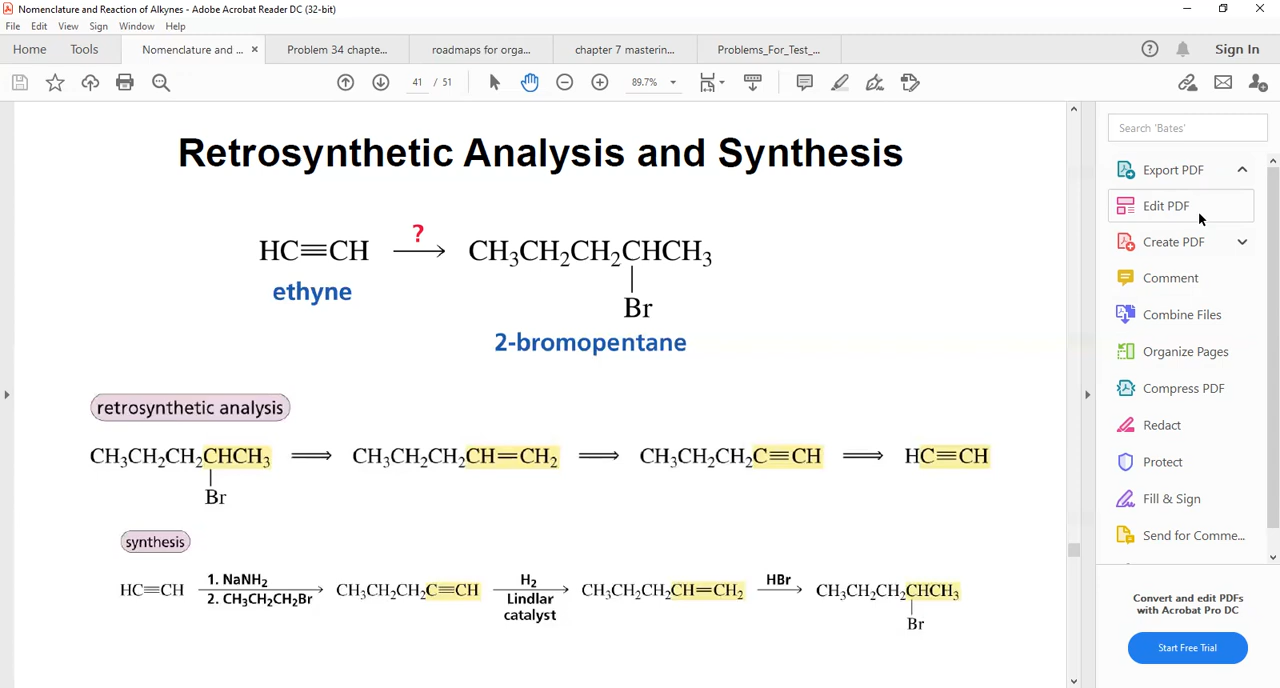 Nomenclature and Reaction of Alkynes - Adobe Acrobat Reader DC (32-bit)
File Edit View Sign Window Help
Home Tools Nomenclature and ... × Problem 34 chapte... roadmaps for orga... chapter 7 masterin... Problems_For_Test_... Sign In
41 / 51 89.7%
Search 'Bates'
Export PDF
Edit PDF
Create PDF
Comment
Combine Files
Organize Pages
Compress PDF
Redact
Protect
Fill & Sign
Send for Comme...
Convert and edit PDFs
with Acrobat Pro DC
Start Free Trial
Retrosynthetic Analysis and Synthesis
?
HC≡CH → CH₃CH₂CH₂CHCH₃
Br
ethyne
2-bromopentane
retrosynthetic analysis
CH₃CH₂CH₂CHCH₃ ⟹ CH₃CH₂CH₂CH=CH₂ ⟹ CH₃CH₂CH₂C≡CH ⟹ HC≡CH
Br
synthesis
1. NaNH₂ H₂ HBr
HC≡CH → CH₃CH₂CH₂C≡CH → CH₃CH₂CH₂CH=CH₂ → CH₃CH₂CH₂CHCH₃
2. CH₃CH₂CH₂Br Lindlar
catalyst
Br